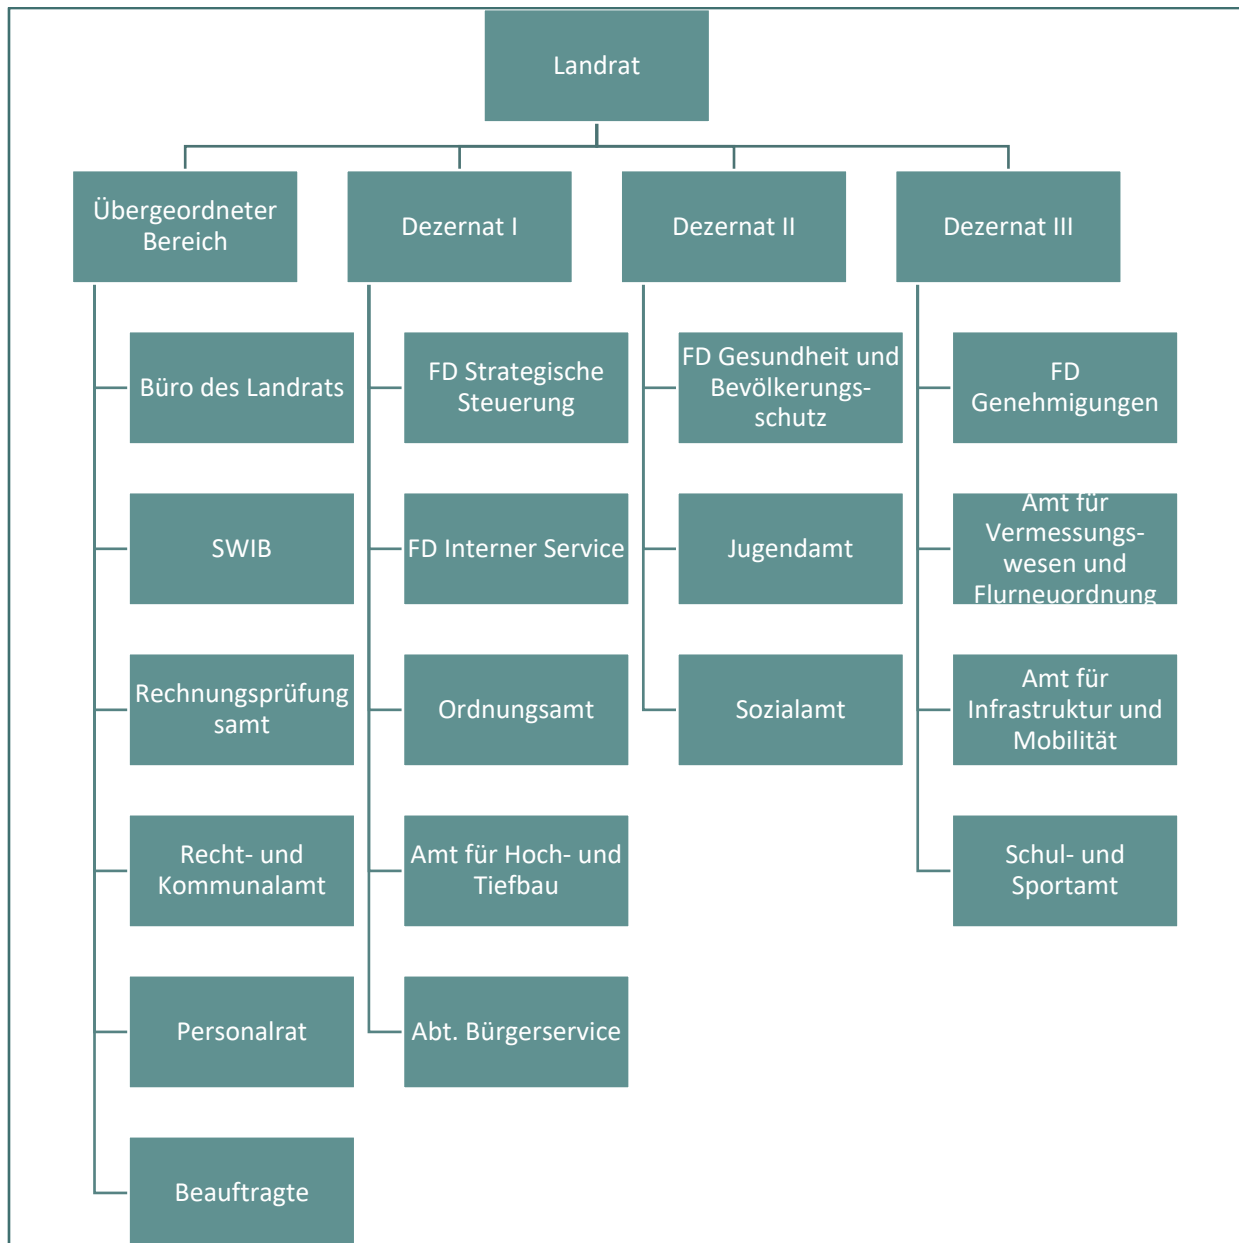 Landrat
Übergeordneter
Bereich
Dezernat I
Dezernat II
Dezernat III
Büro des Landrats
SWIB
Rechnungsprüfung
samt
Recht- und
Kommunalamt
Personalrat
Beauftragte
FD Strategische
Steuerung
FD Interner Service
Ordnungsamt
Amt für Hoch- und
Tiefbau
Abt. Bürgerservice
FD Gesundheit und
Bevölkerungs-
schutz
Jugendamt
Sozialamt
FD
Genehmigungen
Amt für
Vermessungs-
wesen und
Flurneuordnung
Amt für
Infrastruktur und
Mobilität
Schul- und
Sportamt